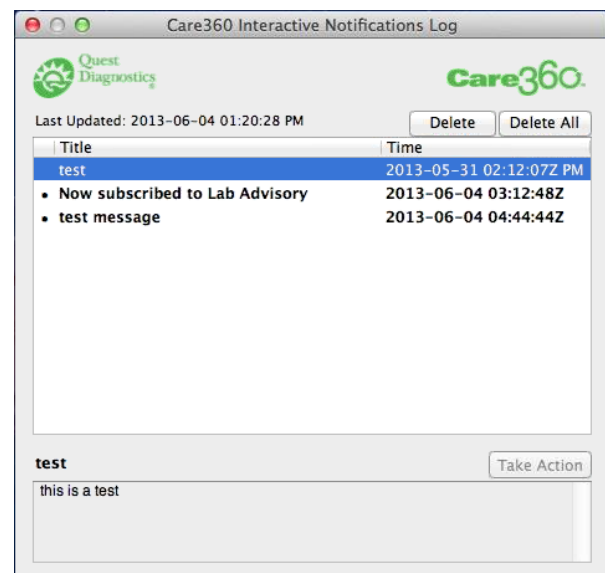 Care360 Interactive Notifications Log
Quest
Diagnostics
Care360.
Last Updated: 2013-06-04 01:20:28 PM
Delete
Delete All
Title Time
test 2013-05-31 02:12:07Z PM
• Now subscribed to Lab Advisory 2013-06-04 03:12:48Z
• test message 2013-06-04 04:44:44Z
test
Take Action
this is a test